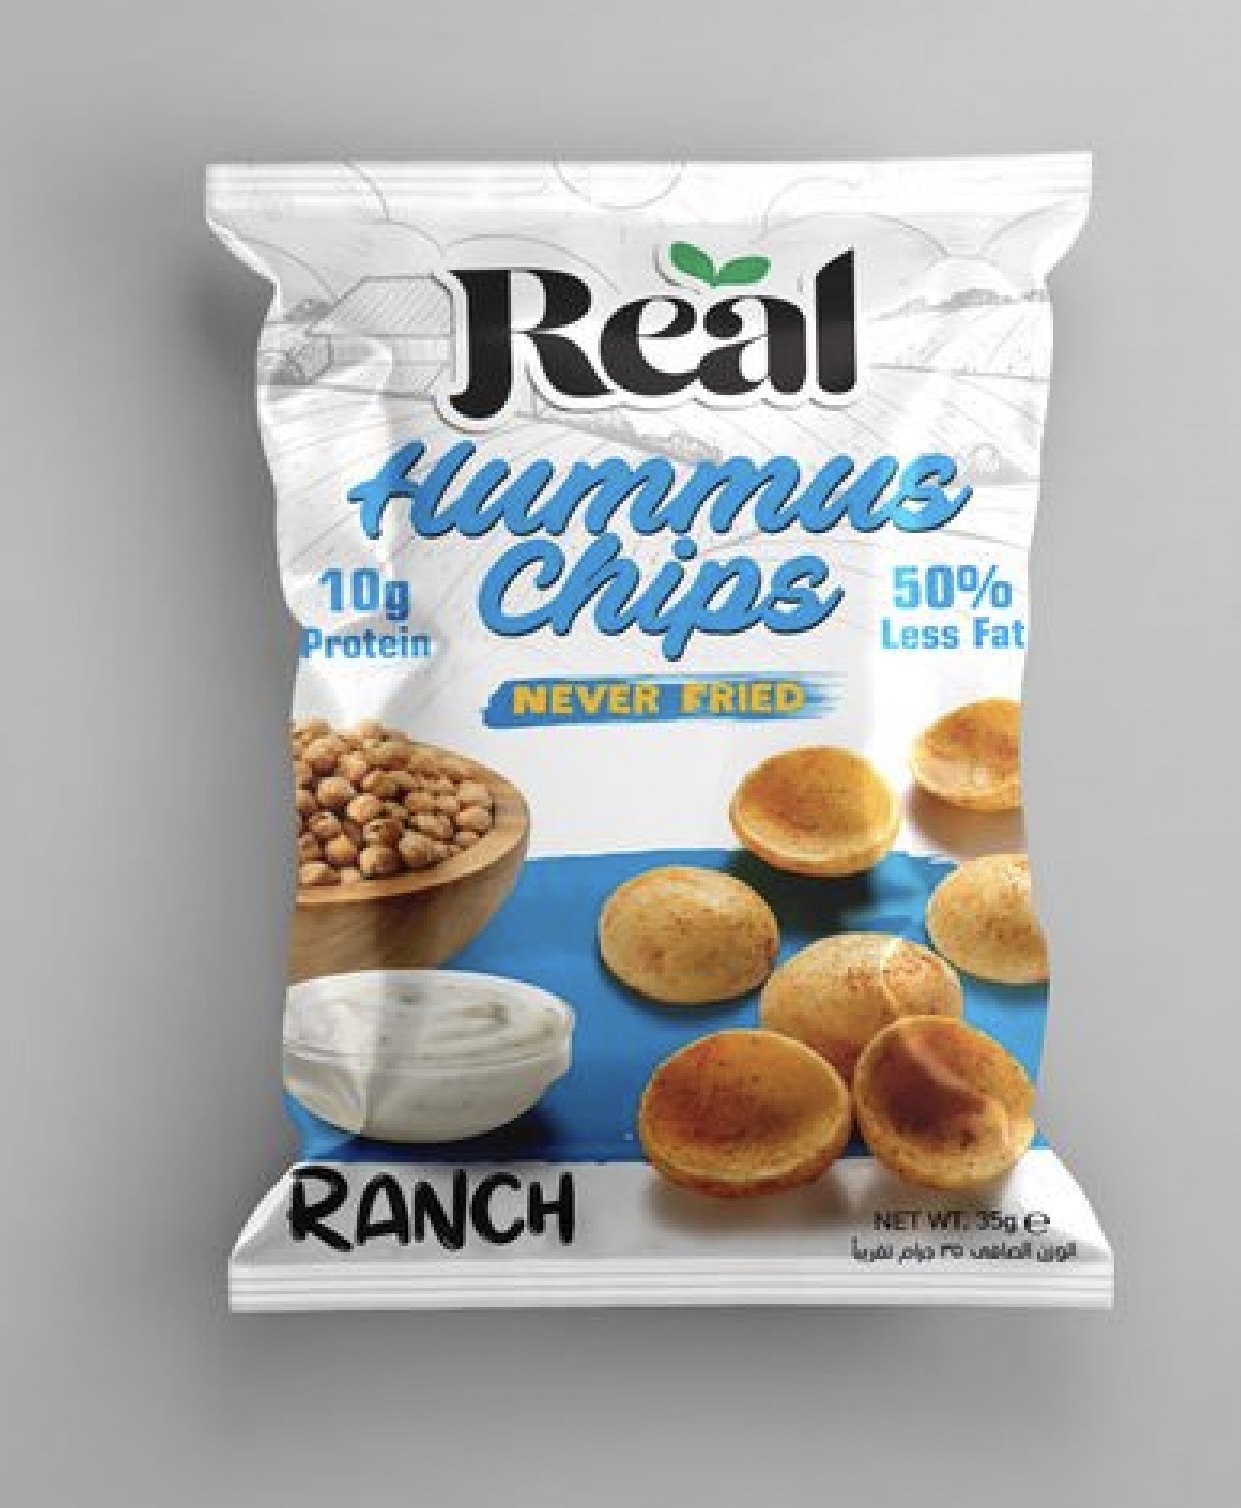 Real
Hummus
Chips
10g
Protein
50%
Less Fat
NEVER FRIED
RANCH
NET WT. 35g ℮
الوزن الصافي ٣٥ جرام تقريباً